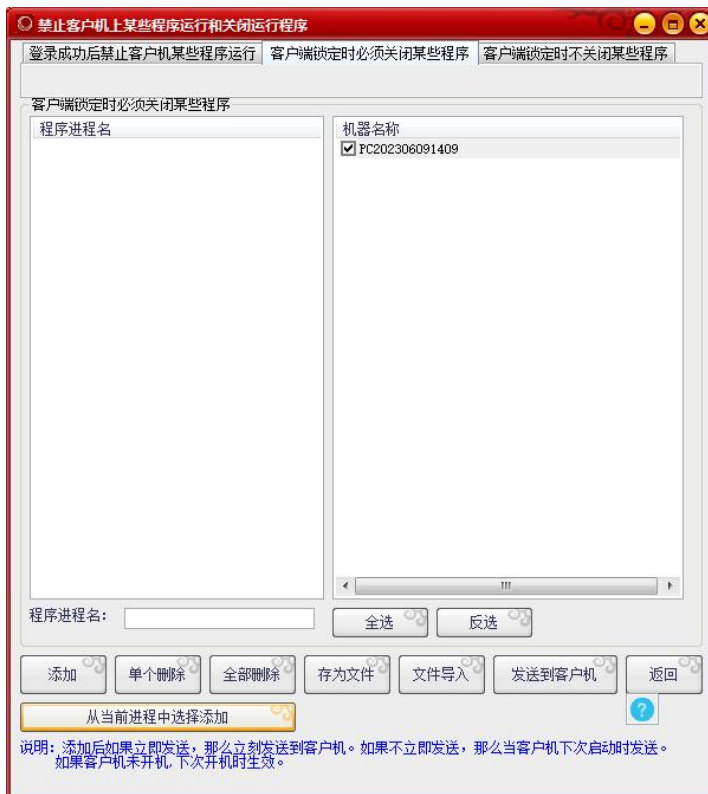 禁止客户机上某些程序运行和关闭运行程序
登录成功后禁止客户机某些程序运行 客户端锁定时必须关闭某些程序 客户端锁定时不关闭某些程序
客户端锁定时必须关闭某些程序
程序进程名 机器名称
PC202306091409
程序进程名: 全选 反选
添加 单个删除 全部删除 存为文件 文件导入 发送到客户机 返回
从当前进程中选择添加 ?
说明: 添加后如果立即发送，那么立刻发送到客户机。如果不立即发送，那么当客户机下次启动时发送。
如果客户机未开机,下次开机时生效。